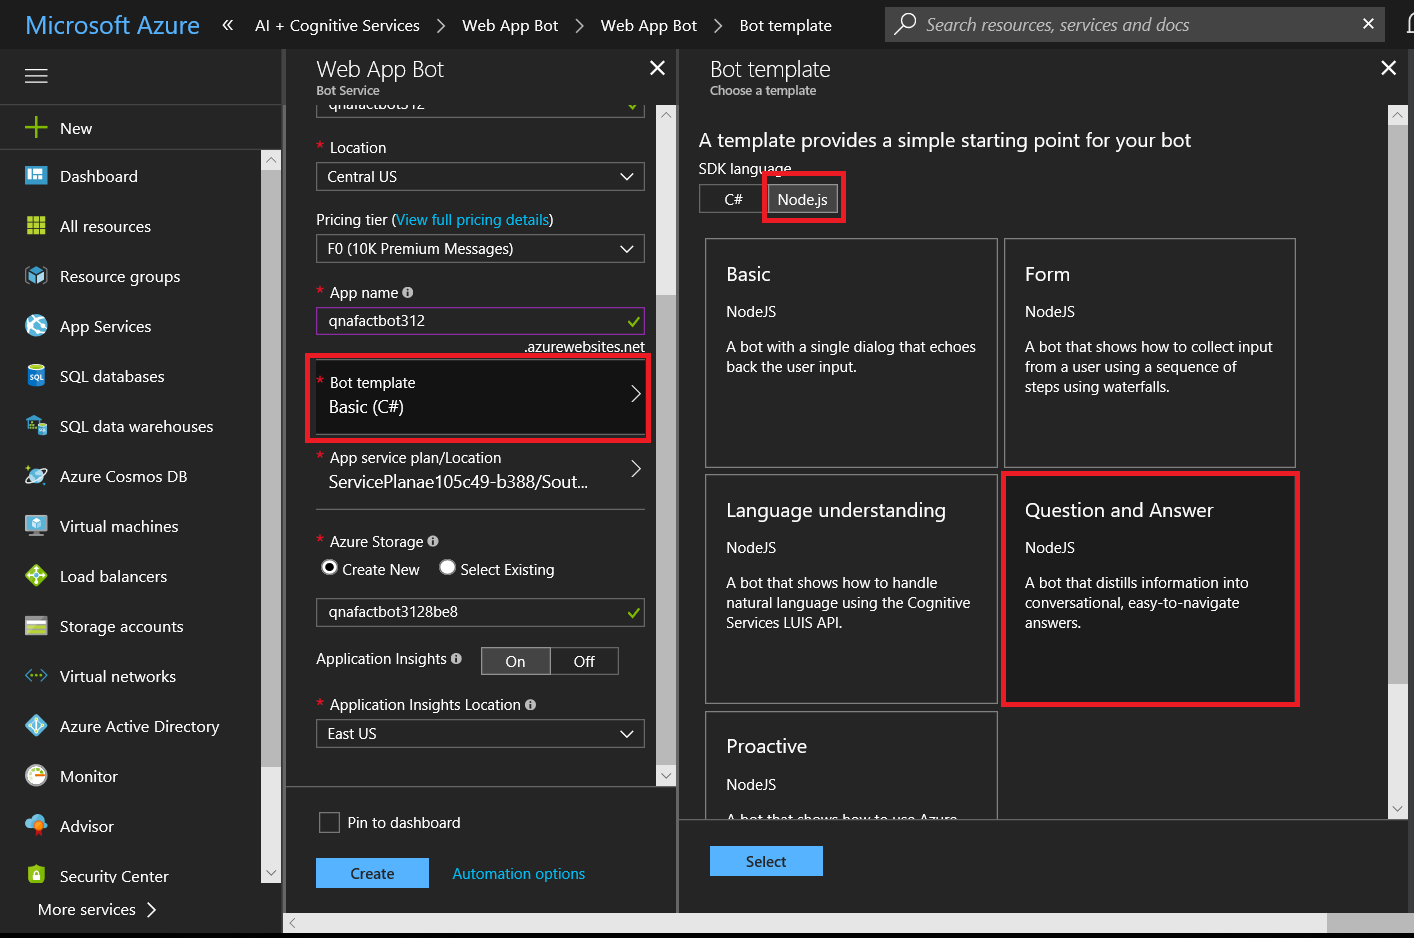 Microsoft Azure « AI + Cognitive Services > Web App Bot > Web App Bot > Bot template
Search resources, services and docs
New
Dashboard
All resources
Resource groups
App Services
SQL databases
SQL data warehouses
Azure Cosmos DB
Virtual machines
Load balancers
Storage accounts
Virtual networks
Azure Active Directory
Monitor
Advisor
Security Center
More services >
Web App Bot
Bot Service
qnafactbot312
* Location
Central US
Pricing tier (View full pricing details)
F0 (10K Premium Messages)
* App name
qnafactbot312
.azurewebsites.net
* Bot template
Basic (C#)
* App service plan/Location
ServicePlanae105c49-b388/Sout...
* Azure Storage
Create New Select Existing
qnafactbot3128be8
Application Insights On Off
* Application Insights Location
East US
Pin to dashboard
Create Automation options
Bot template
Choose a template
A template provides a simple starting point for your bot
SDK language
C# Node.js
Basic
NodeJS
A bot with a single dialog that echoes
back the user input.
Form
NodeJS
A bot that shows how to collect input
from a user using a sequence of
steps using waterfalls.
Language understanding
NodeJS
A bot that shows how to handle
natural language using the Cognitive
Services LUIS API.
Question and Answer
NodeJS
A bot that distills information into
conversational, easy-to-navigate
answers.
Proactive
NodeJS
A bot that shows how to use Azure
Select